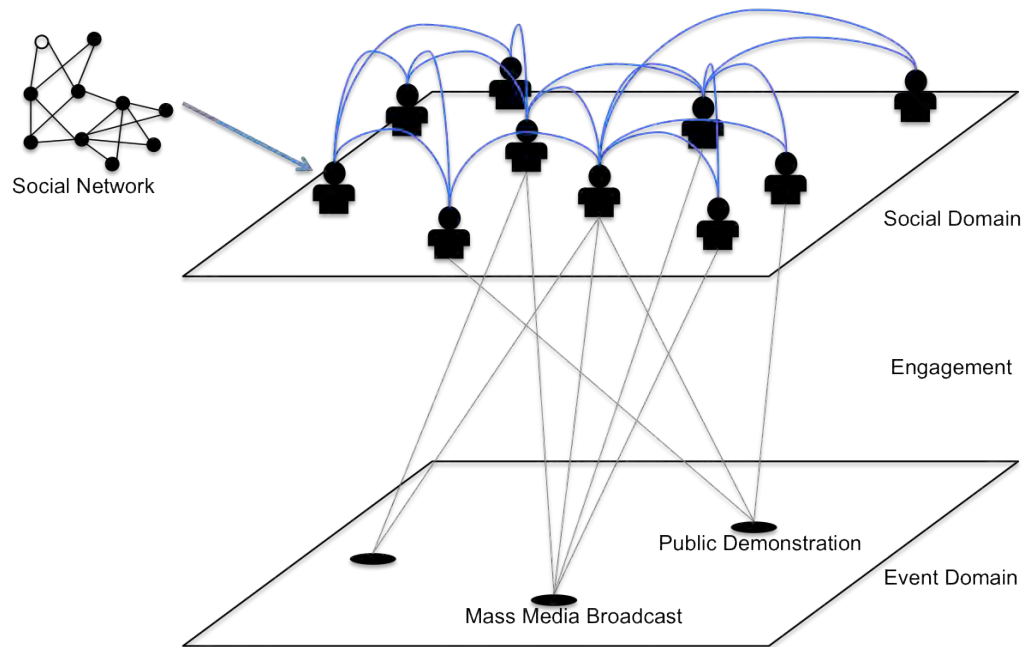 Social Network
Social Domain
Engagement
Public Demonstration
Event Domain
Mass Media Broadcast